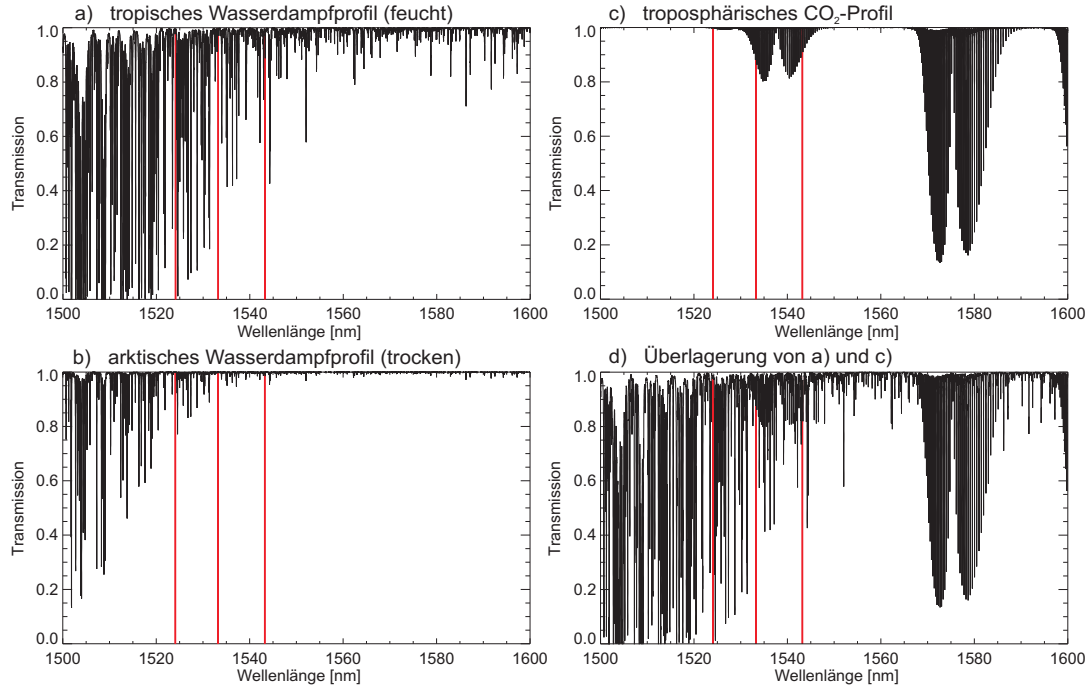 a) tropisches Wasserdampfprofil (feucht)
1.0
0.8
0.6
0.4
0.2
0.0
Transmission
1500 1520 1540 1560 1580 1600
Wellenlänge [nm]
c) troposphärisches CO₂-Profil
1.0
0.8
0.6
0.4
0.2
0.0
Transmission
1500 1520 1540 1560 1580 1600
Wellenlänge [nm]
b) arktisches Wasserdampfprofil (trocken)
1.0
0.8
0.6
0.4
0.2
0.0
Transmission
1500 1520 1540 1560 1580 1600
Wellenlänge [nm]
d) Überlagerung von a) und c)
1.0
0.8
0.6
0.4
0.2
0.0
Transmission
1500 1520 1540 1560 1580 1600
Wellenlänge [nm]